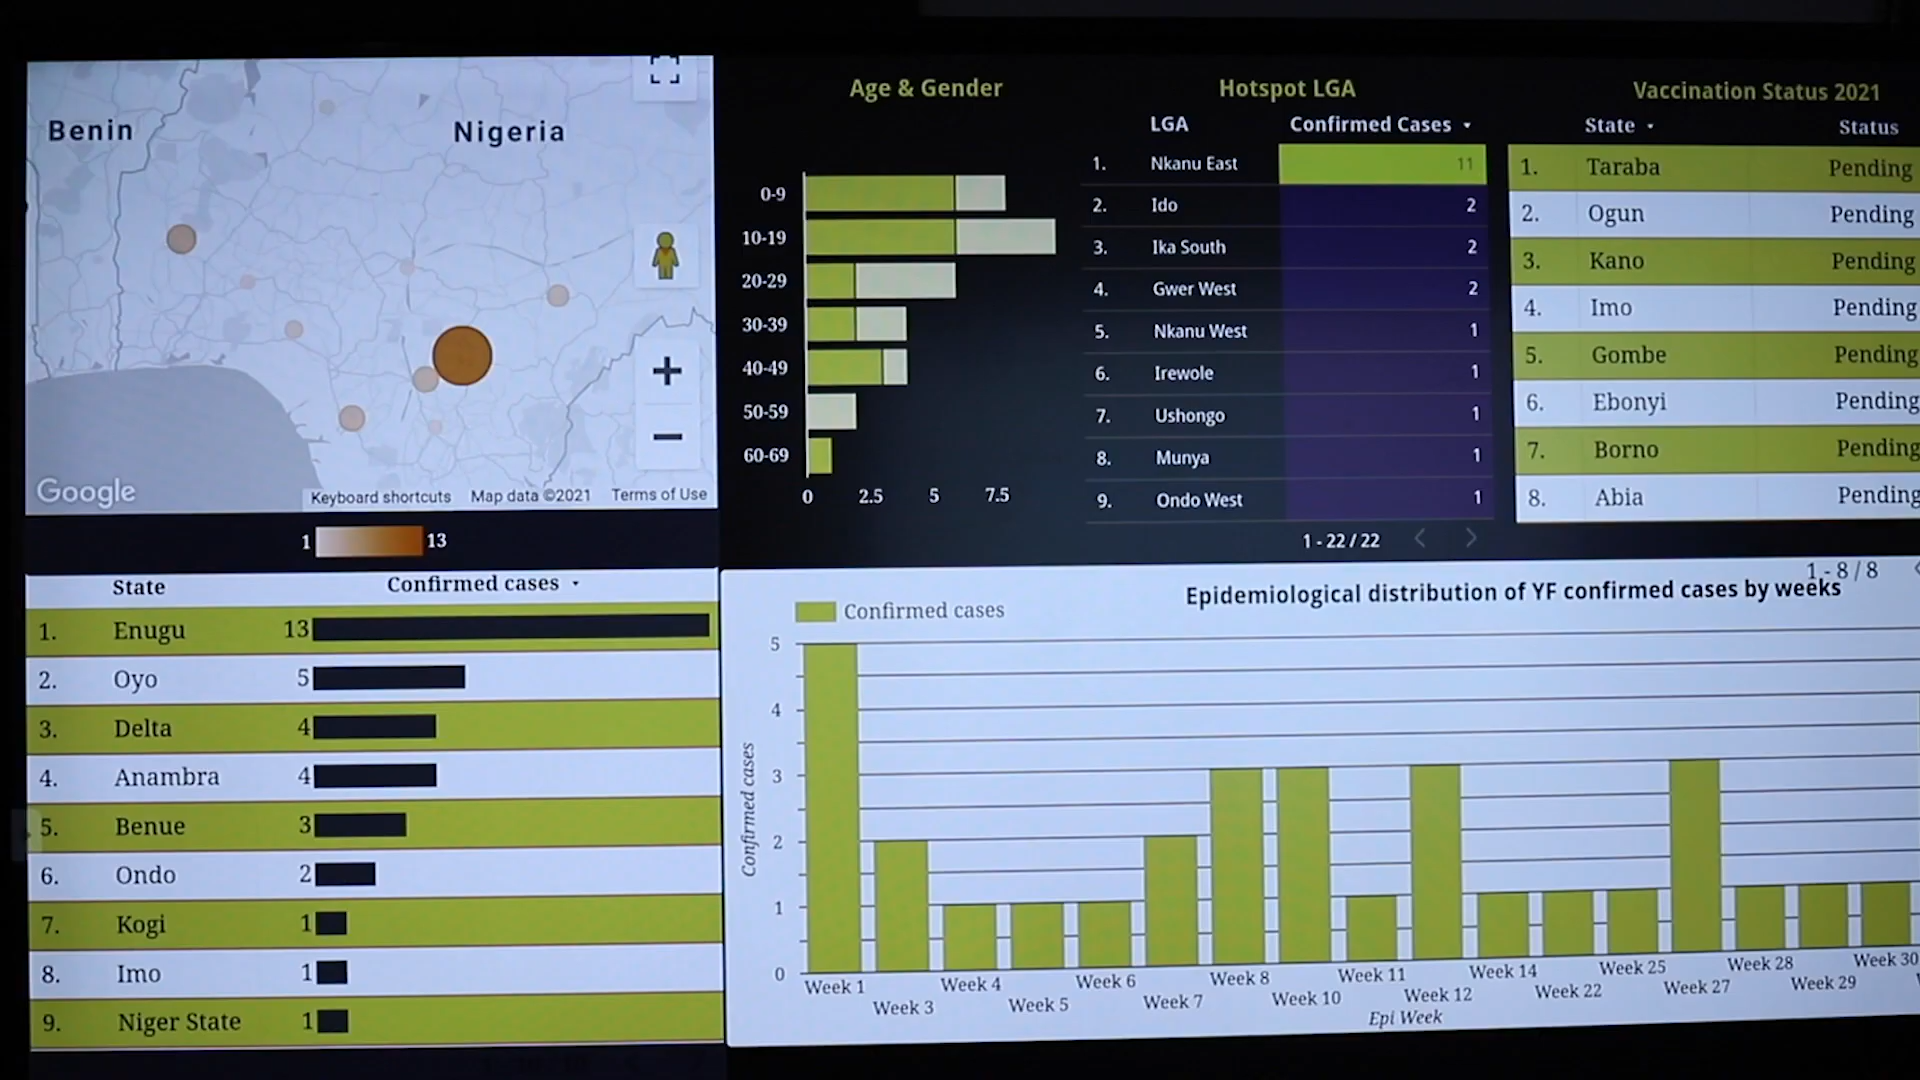 Benin
Nigeria
Google
Keyboard shortcuts Map data ©2021 Terms of Use
1 13
State Confirmed cases
1. Enugu 13
2. Oyo 5
3. Delta 4
4. Anambra 4
5. Benue 3
6. Ondo 2
7. Kogi 1
8. Imo 1
9. Niger State 1
Age & Gender
0-9
10-19
20-29
30-39
40-49
50-59
60-69
0 2.5 5 7.5
Hotspot LGA
LGA Confirmed Cases
1. Nkanu East 11
2. Ido 2
3. Ika South 2
4. Gwer West 2
5. Nkanu West 1
6. Irewole 1
7. Ushongo 1
8. Munya 1
9. Ondo West 1
1 - 22 / 22
Vaccination Status 2021
State Status
1. Taraba Pending
2. Ogun Pending
3. Kano Pending
4. Imo Pending
5. Gombe Pending
6. Ebonyi Pending
7. Borno Pending
8. Abia Pending
1 - 8 / 8
Epidemiological distribution of YF confirmed cases by weeks
Confirmed cases
5
4
3
2
1
0
Confirmed cases
Week 1
Week 3
Week 4
Week 5
Week 6
Week 7
Week 8
Week 10
Week 11
Week 12
Week 14
Week 22
Week 25
Week 27
Week 28
Week 29
Week 30
Epi Week